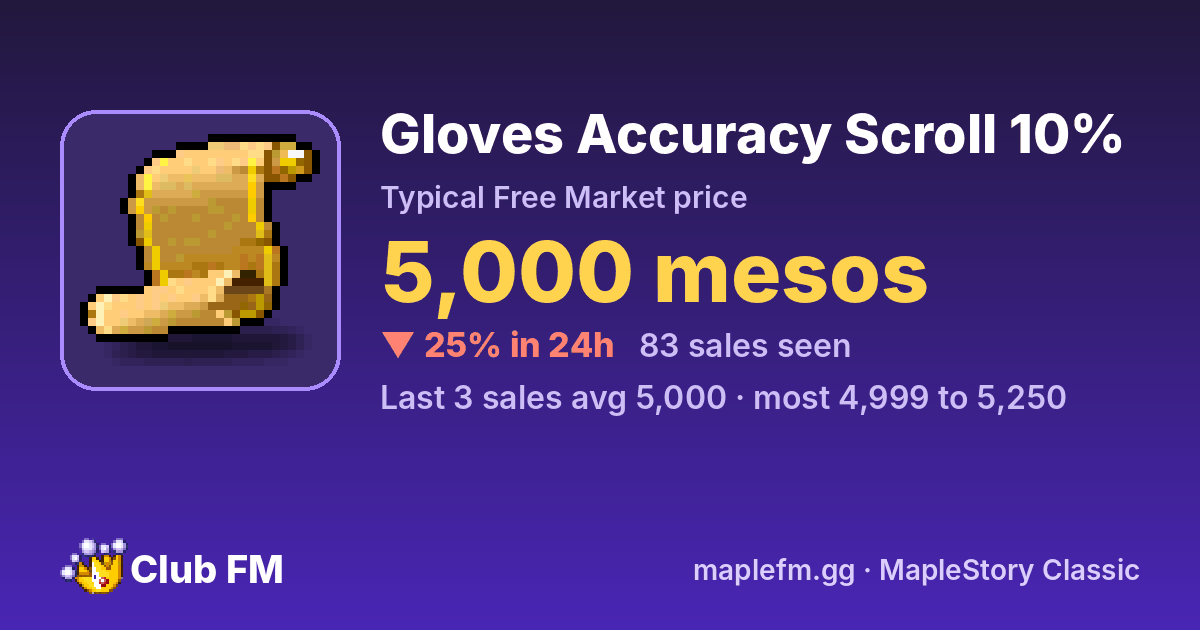 Gloves Accuracy Scroll 10%
Typical Free Market price
5,000 mesos
▼ 25% in 24h 83 sales seen
Last 3 sales avg 5,000 · most 4,999 to 5,250
Club FM
maplefm.gg · MapleStory Classic